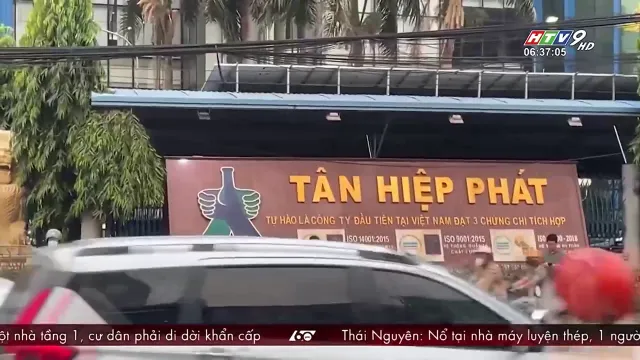 HTV9 HD
06:37:05
TÂN HIỆP PHÁT
TỰ HÀO LÀ CÔNG TY ĐẦU TIÊN TẠI VIỆT NAM ĐẠT 3 CHỨNG CHỈ TÍCH HỢP
ISO 14001:2015 ISO 9001:2015
ột nhà tầng 1, cư dân phải di dời khẩn cấp 60 Thái Nguyên: Nổ tại nhà máy luyện thép, 1 ngườ